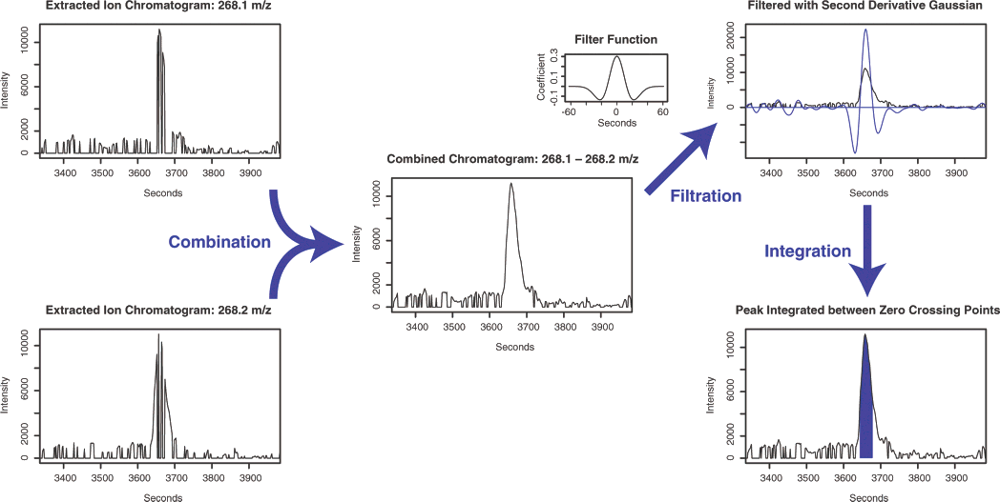 Extracted Ion Chromatogram: 268.1 m/z
Intensity
10000
6000
2000
0
3400 3500 3600 3700 3800 3900
Seconds
Combination
Extracted Ion Chromatogram: 268.2 m/z
Intensity
10000
6000
2000
0
3400 3500 3600 3700 3800 3900
Seconds
Combined Chromatogram: 268.1 – 268.2 m/z
Intensity
10000
6000
2000
0
3400 3500 3600 3700 3800 3900
Seconds
Filter Function
Coefficient
0.3
0.1
-0.1
-60 0 60
Seconds
Filtration
Filtered with Second Derivative Gaussian
Intensity
20000
10000
0
3400 3500 3600 3700 3800 3900
Seconds
Integration
Peak Integrated between Zero Crossing Points
Intensity
10000
6000
2000
0
3400 3500 3600 3700 3800 3900
Seconds